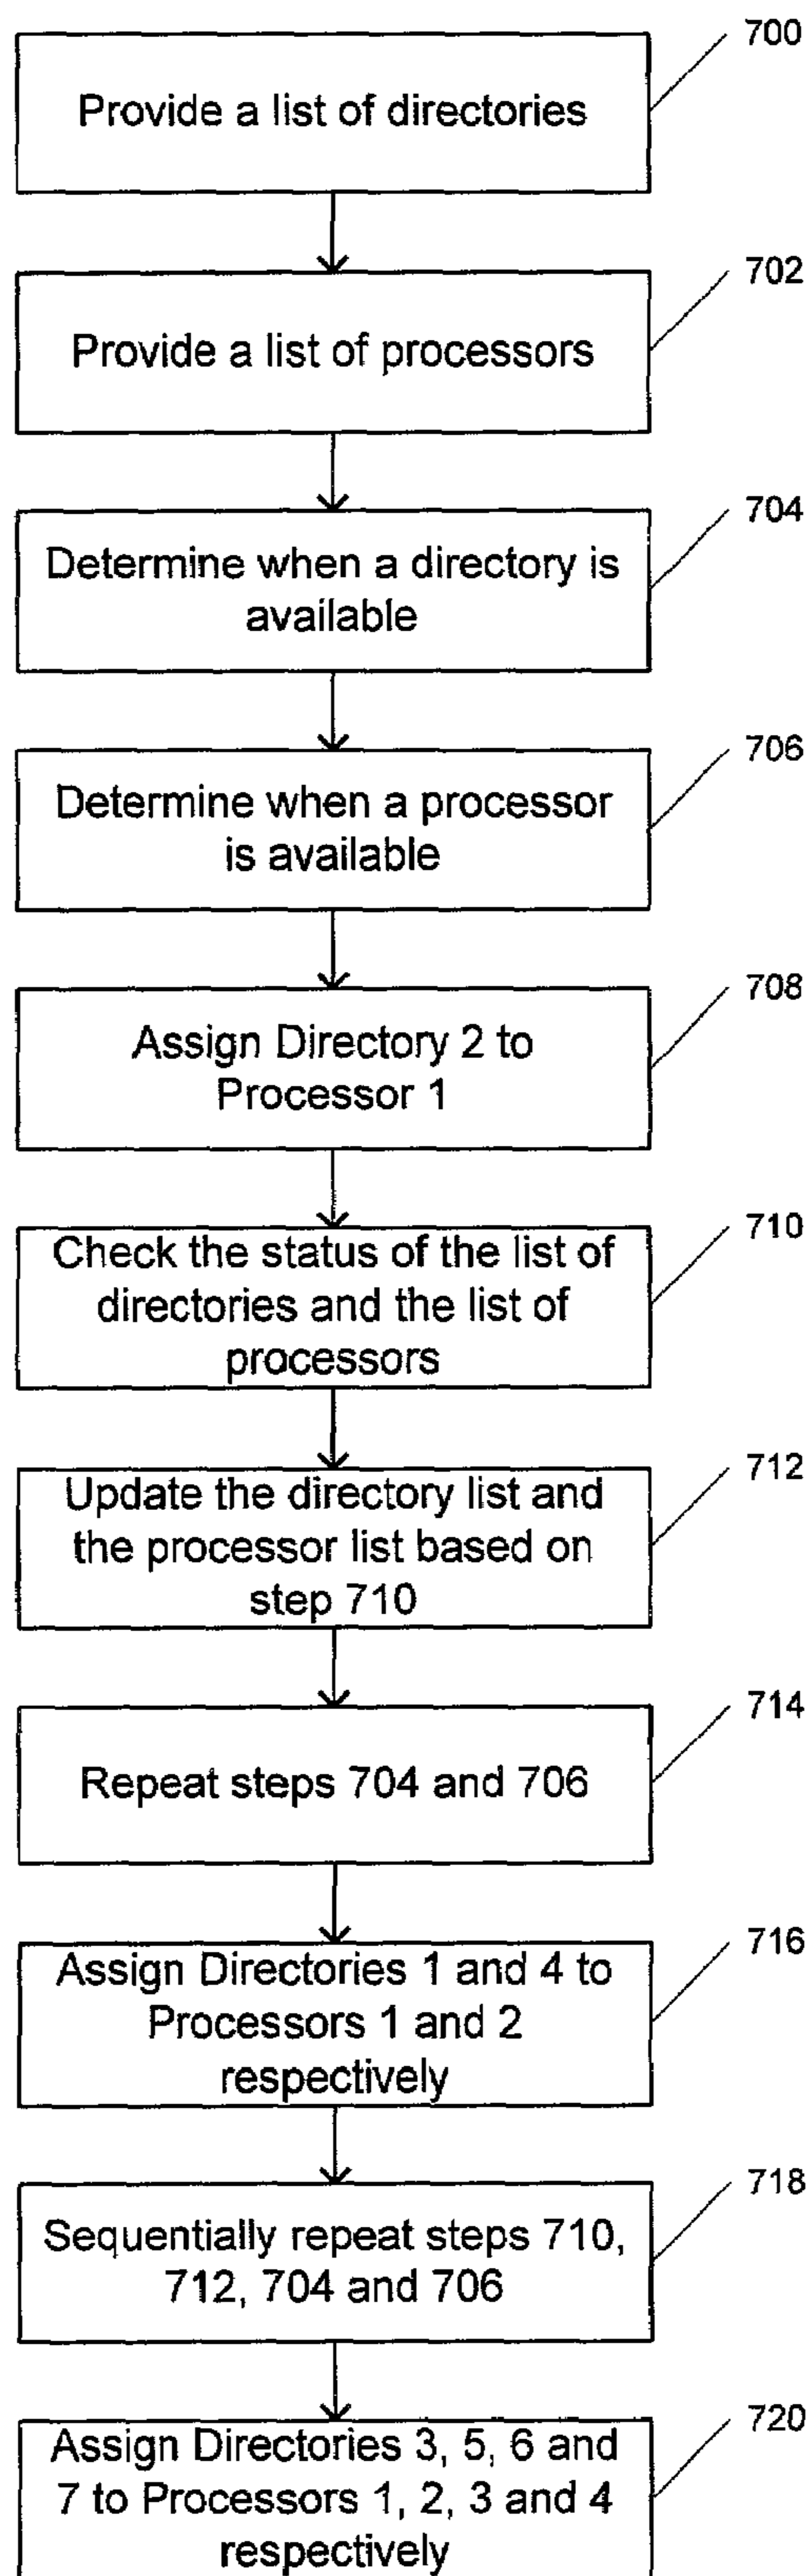 700
Provide a list of directories
702
Provide a list of processors
704
Determine when a directory is
available
706
Determine when a processor
is available
708
Assign Directory 2 to
Processor 1
710
Check the status of the list of
directories and the list of
processors
712
Update the directory list and
the processor list based on
step 710
714
Repeat steps 704 and 706
716
Assign Directories 1 and 4 to
Processors 1 and 2
respectively
718
Sequentially repeat steps 710,
712, 704 and 706
720
Assign Directories 3, 5, 6 and
7 to Processors 1, 2, 3 and 4
respectively